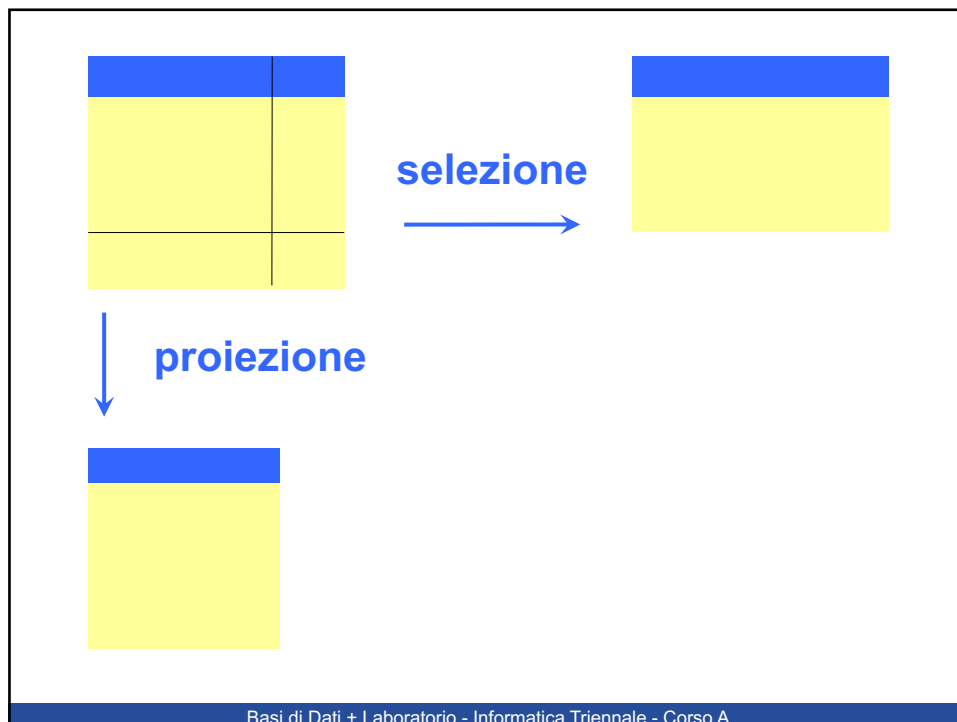 selezione
proiezione
Basi di Dati + Laboratorio - Informatica Triennale - Corso A